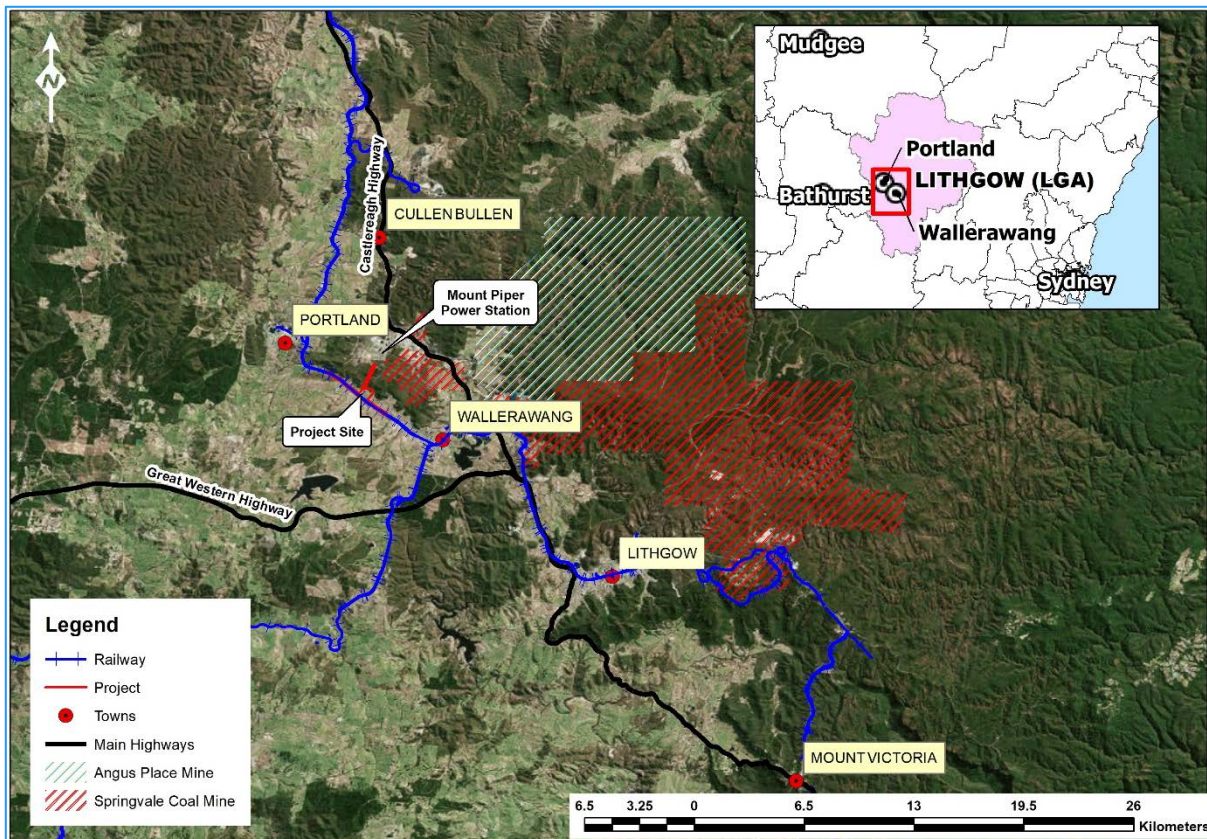 N
Mudgee
Portland
LITHGOW (LGA)
Bathurst
Wallerawang
Sydney
Castlereagh Highway
CULLEN BULLEN
Mount Piper
Power Station
PORTLAND
Project Site
WALLERAWANG
Great Western Highway
LITHGOW
MOUNT VICTORIA
Legend
Railway
Project
Towns
Main Highways
Angus Place Mine
Springvale Coal Mine
6.5 3.25 0 6.5 13 19.5 26
Kilometers